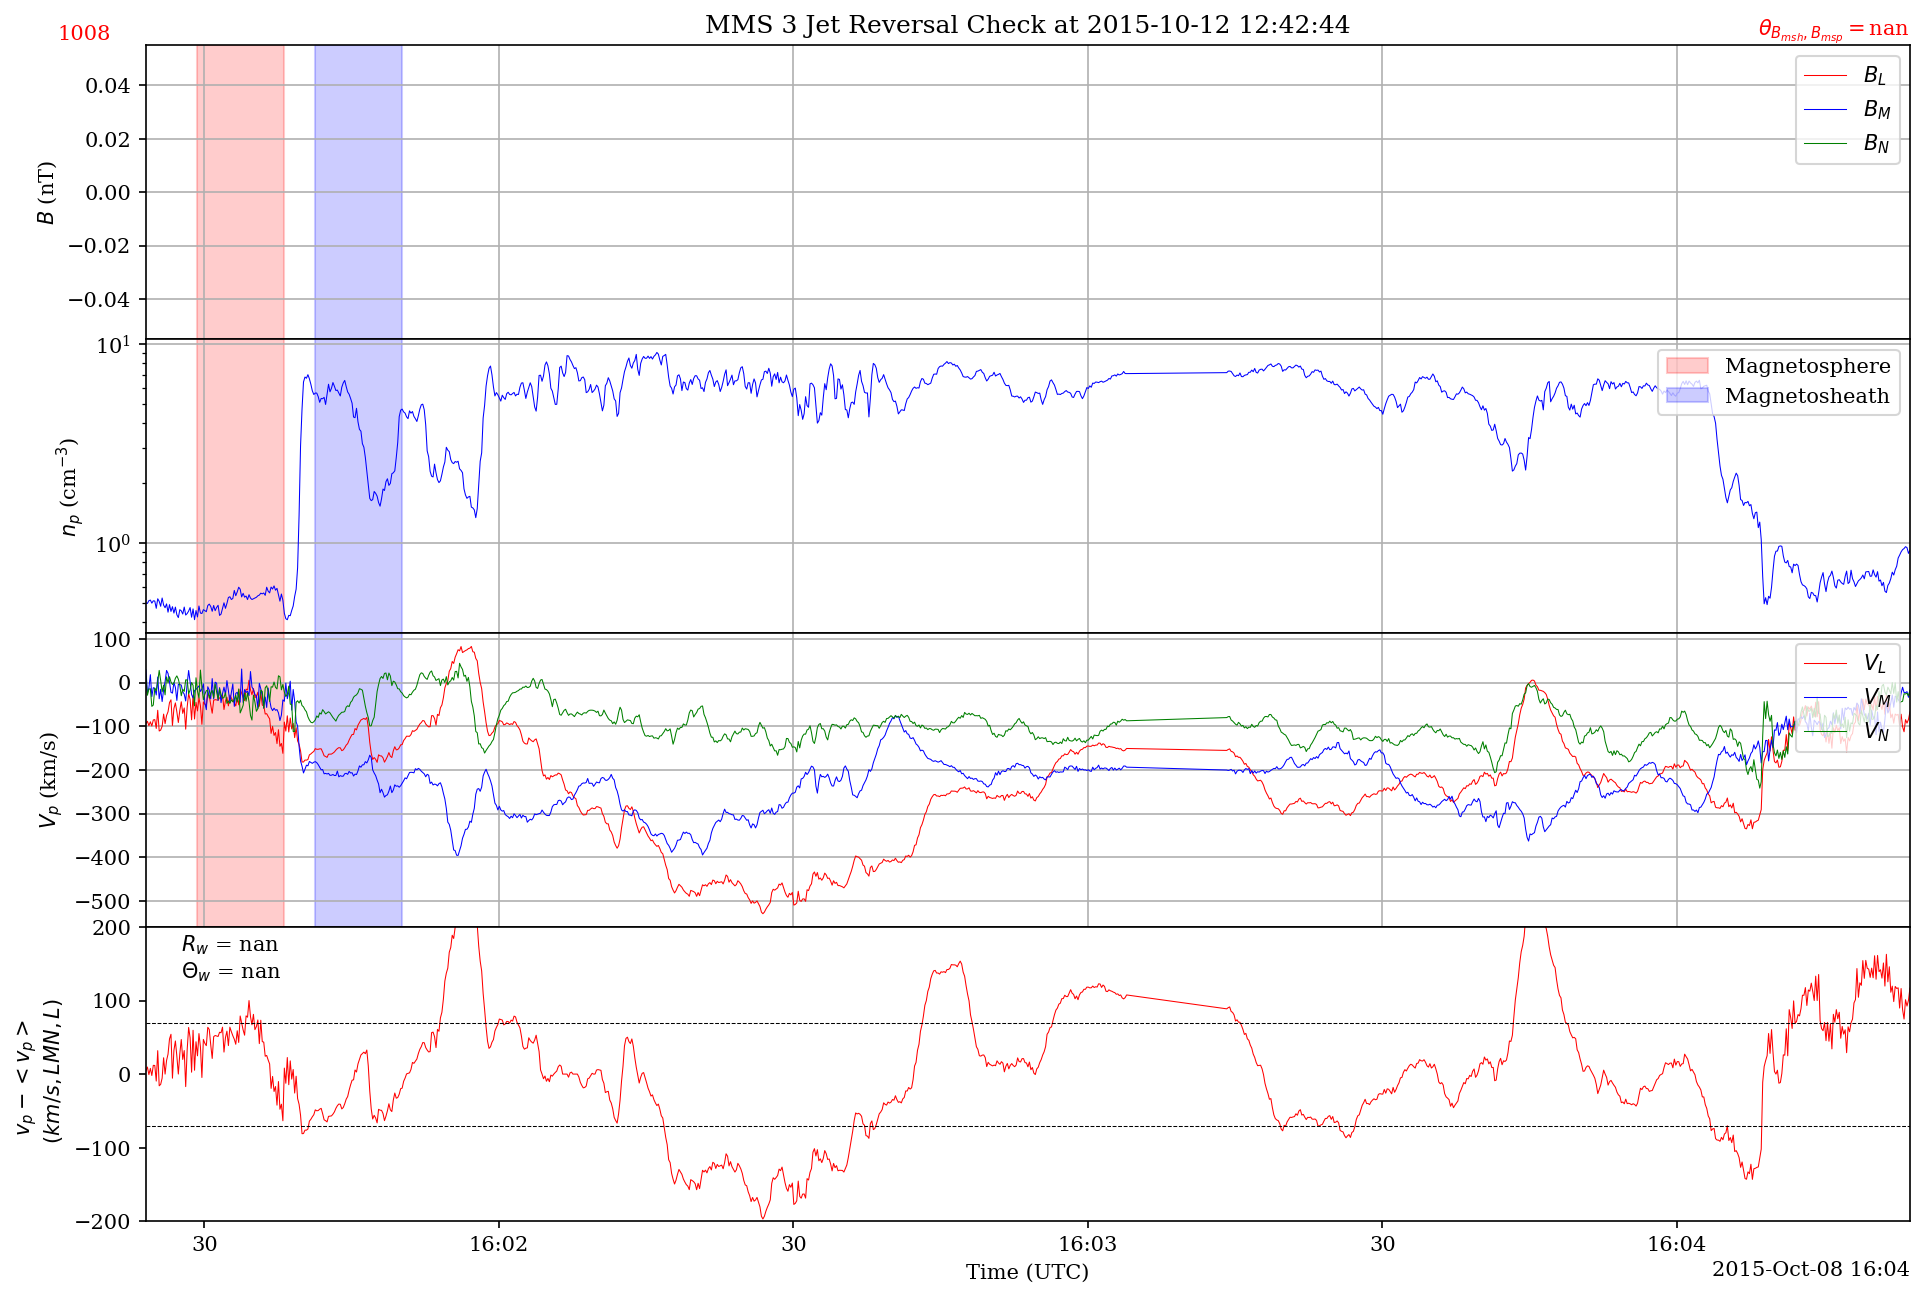 MMS 3 Jet Reversal Check at 2015-10-12 12:42:44
1008
θ_{B_{msh}, B_{msp}} = nan
0.04
0.02
0.00
−0.02
−0.04
B (nT)
B_L
B_M
B_N
10^1
10^0
n_p (cm^{−3})
Magnetosphere
Magnetosheath
100
0
−100
−200
−300
−400
−500
V_p (km/s)
V_L
V_M
V_N
200
100
0
−100
−200
v_p − < v_p >
(km/s, LMN, L)
R_w = nan
Θ_w = nan
30
16:02
30
16:03
30
16:04
Time (UTC)
2015-Oct-08 16:04